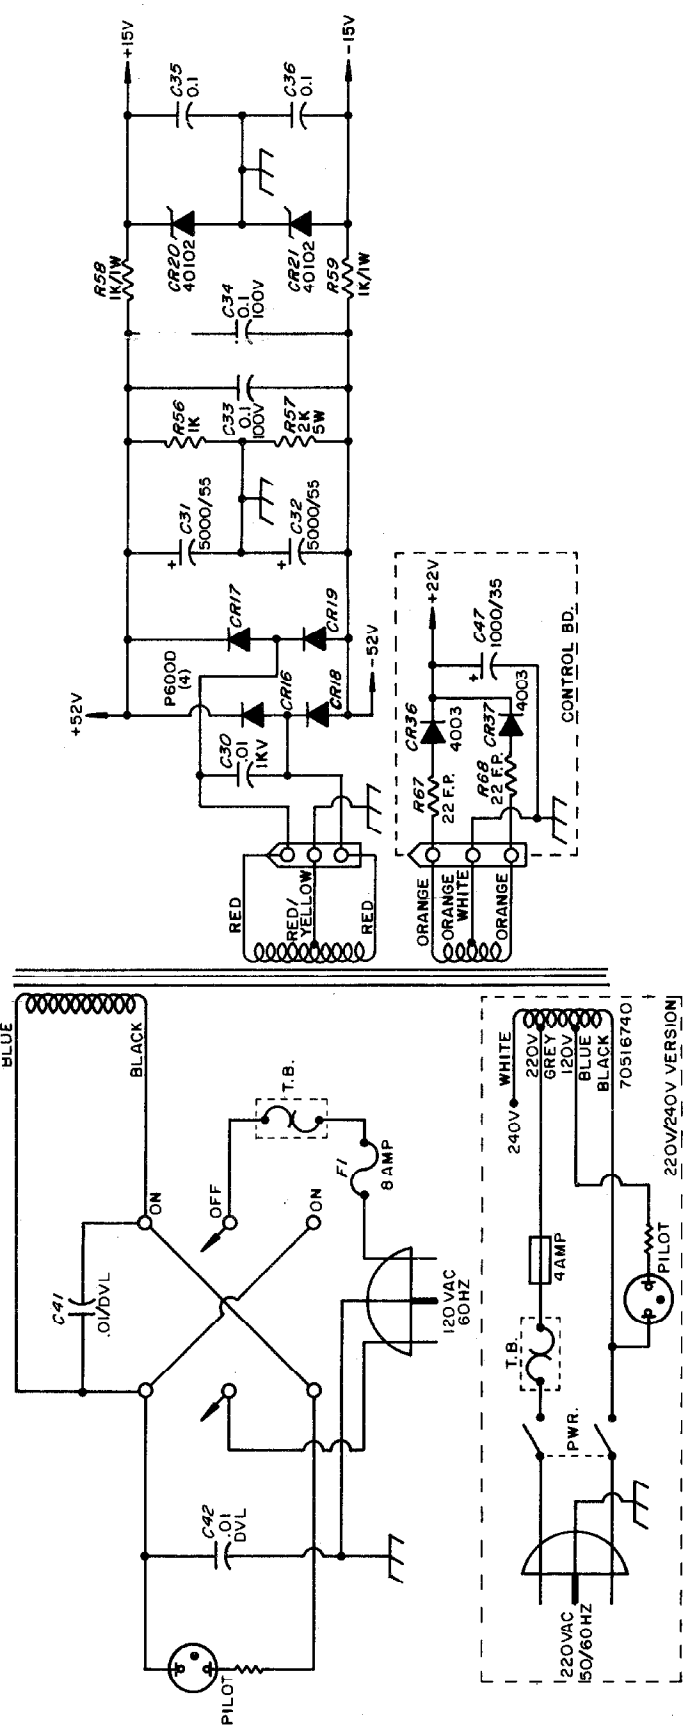 +15V
-15V
C35
0.1
C36
0.1
CR20
40102
CR21
40102
R58
1K/1W
R59
1K/1W
C34
0.1
100V
C33
0.1
100V
R56
1K
R57
2K
5W
C31
5000/55
+
C32
5000/55
+
CR17
CR19
P600D
(4)
CR16
CR18
+52V
-52V
C30
.01
1KV
RED
RED/
YELLOW
RED
+22V
C47
1000/35
+
CR36
4003
CR37
4003
R67
22 F.P.
R68
22 F.P.
CONTROL BD.
ORANGE
ORANGE
WHITE
ORANGE
BLUE
BLACK
C41
.01/DVL
ON
OFF
ON
T.B.
F1
8 AMP
120 VAC
60HZ
C42
.01
DVL
PILOT
WHITE
240V
220V
GREY
120V
BLUE
BLACK
70516740
220V/240V VERSION
4AMP
T.B.
PILOT
PWR.
220VAC
50/60HZ